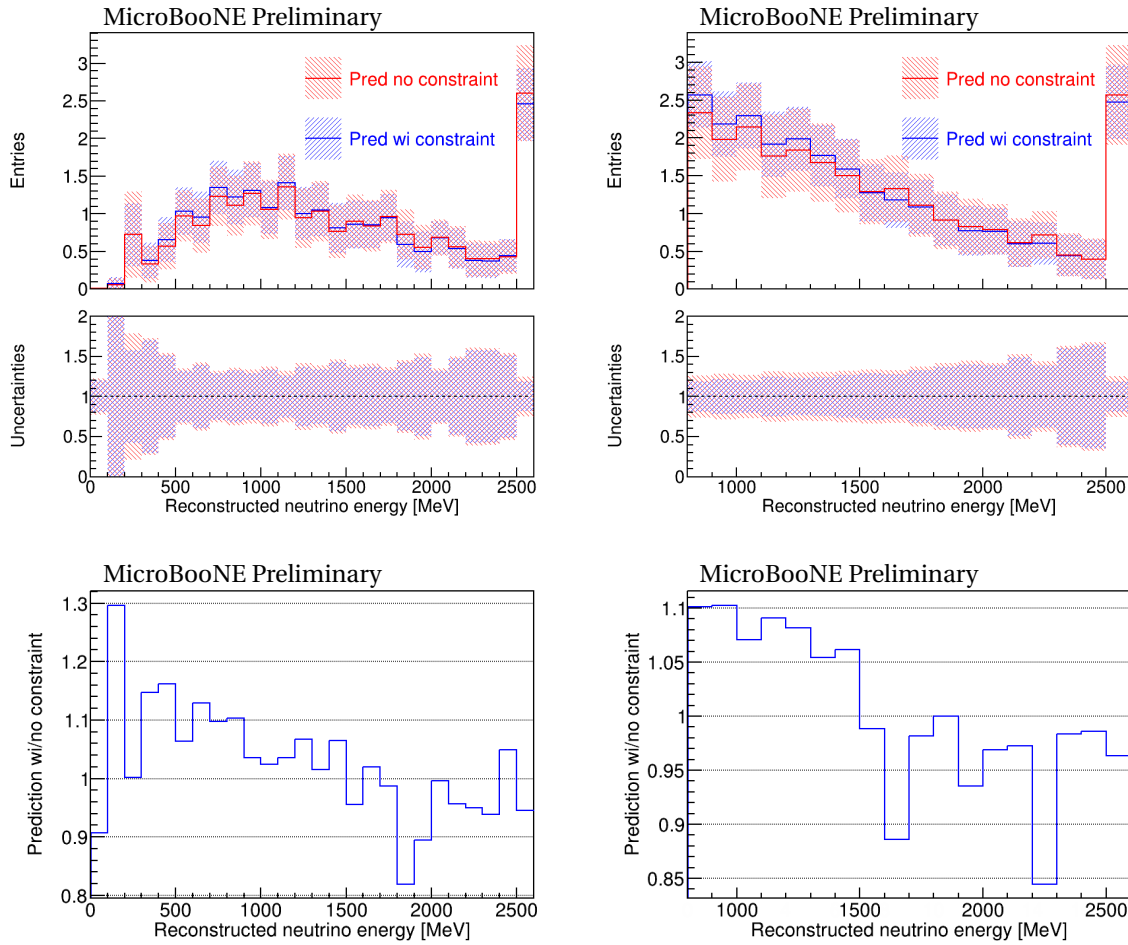 MicroBooNE Preliminary
Entries
3
2.5
2
1.5
1
0.5
0
Pred no constraint
Pred wi constraint
Uncertainties
2
1.5
1
0.5
0
0 500 1000 1500 2000 2500
Reconstructed neutrino energy [MeV]
MicroBooNE Preliminary
Entries
3
2.5
2
1.5
1
0.5
0
Pred no constraint
Pred wi constraint
Uncertainties
2
1.5
1
0.5
0
1000 1500 2000 2500
Reconstructed neutrino energy [MeV]
MicroBooNE Preliminary
Prediction wi/no constraint
1.3
1.2
1.1
1
0.9
0.8
0 500 1000 1500 2000 2500
Reconstructed neutrino energy [MeV]
MicroBooNE Preliminary
Prediction wi/no constraint
1.1
1.05
1
0.95
0.9
0.85
1000 1500 2000 2500
Reconstructed neutrino energy [MeV]